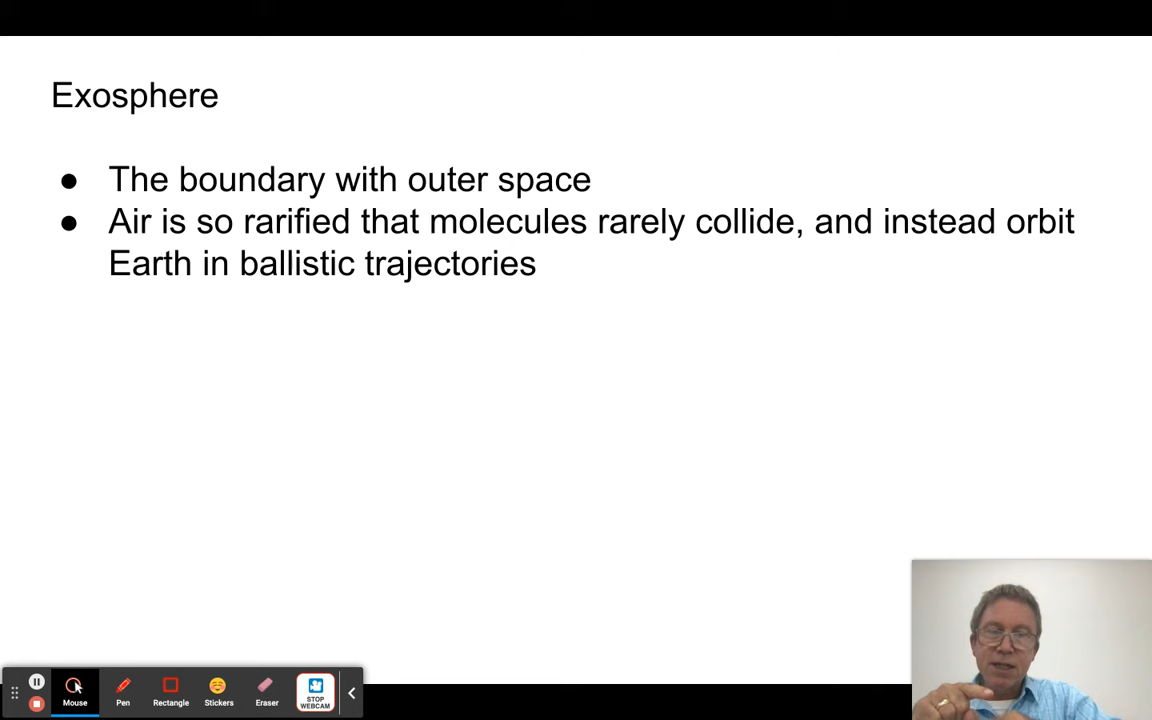 Exosphere
● The boundary with outer space
● Air is so rarified that molecules rarely collide, and instead orbit
Earth in ballistic trajectories
Mouse
Pen
Rectangle
Stickers
Eraser
STOP
WEBCAM